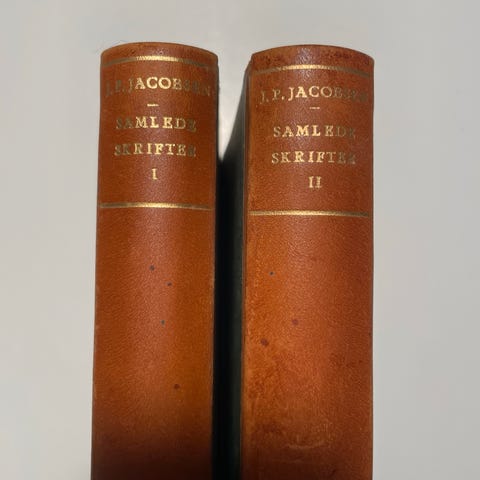 J. P. JACOBSEN
SAMLEDE
SKRIFTER
I
J. P. JACOBSEN
SAMLEDE
SKRIFTER
II